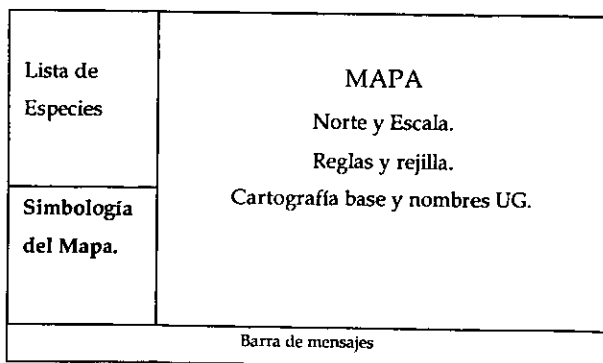 Lista de
Especies
Simbología
del Mapa.
MAPA
Norte y Escala.
Reglas y rejilla.
Cartografía base y nombres UG.
Barra de mensajes